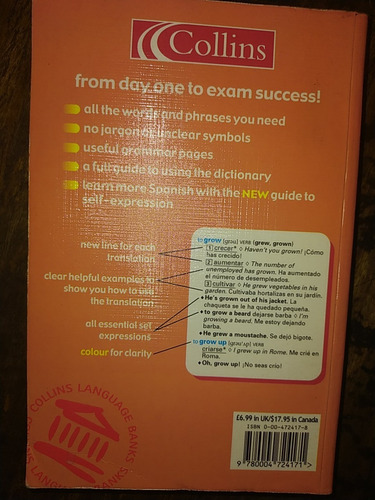 Collins
from day one to exam success!
all the words and phrases you need
no jargon or unclear symbols
useful grammar pages
a full guide to using the dictionary
learn more Spanish with the NEW guide to
self-expression
new line for each
translation
clear helpful examples to
show you how to use
the translation
all essential set
expressions
colour for clarity
to grow (grəu) VERB (grew, grown)
1 crecer* ◊ Haven't you grown! ¡Cómo
has crecido!
2 aumentar ◊ The number of
unemployed has grown. Ha aumentado
el número de desempleados.
3 cultivar ◊ He grew vegetables in his
garden. Cultivaba hortalizas en su jardín.
♦ He's grown out of his jacket. La
chaqueta se le ha quedado pequeña.
♦ to grow a beard dejarse barba ◊ I'm
growing a beard. Me estoy dejando
barba.
♦ He grew a moustache. Se dejó bigote.
to grow up (grəu'ʌp) VERB
criarse* ◊ I grew up in Rome. Me crié en
Roma.
♦ Oh, grow up! ¡No seas crío!
COLLINS LANGUAGE BANKS
£6.99 in UK/$17.95 in Canada
ISBN 0-00-472417-8
9 780004 724171 >